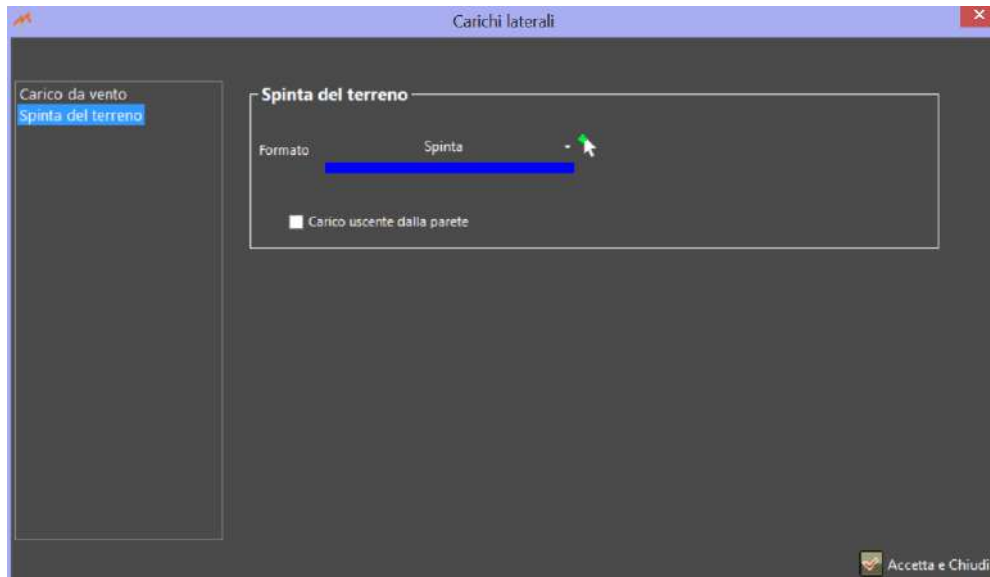 Carichi laterali
Carico da vento
Spinta del terreno
Spinta del terreno
Formato
Spinta
Carico uscente dalla parete
Accetta e Chiudi